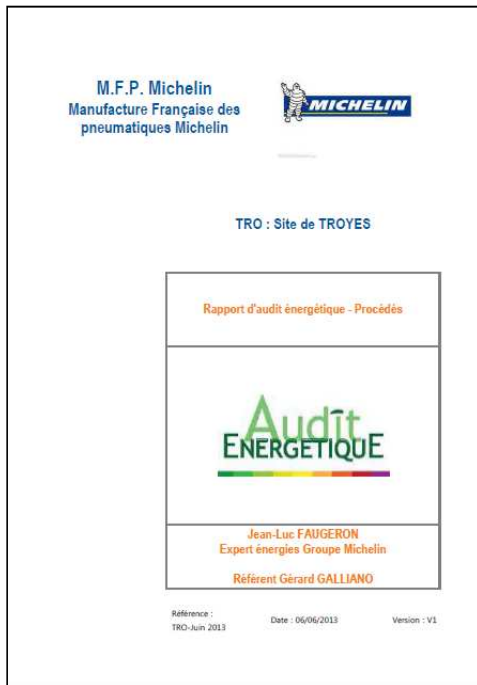 M.F.P. Michelin
Manufacture Française des
pneumatiques Michelin
MICHELIN
TRO : Site de TROYES
Rapport d'audit énergétique - Procédés
Audit
ENERGETIQUE
Jean-Luc FAUGERON
Expert énergies Groupe Michelin
Référent Gérard GALLIANO
Référence :
TRO-Juin 2013
Date : 06/06/2013
Version : V1